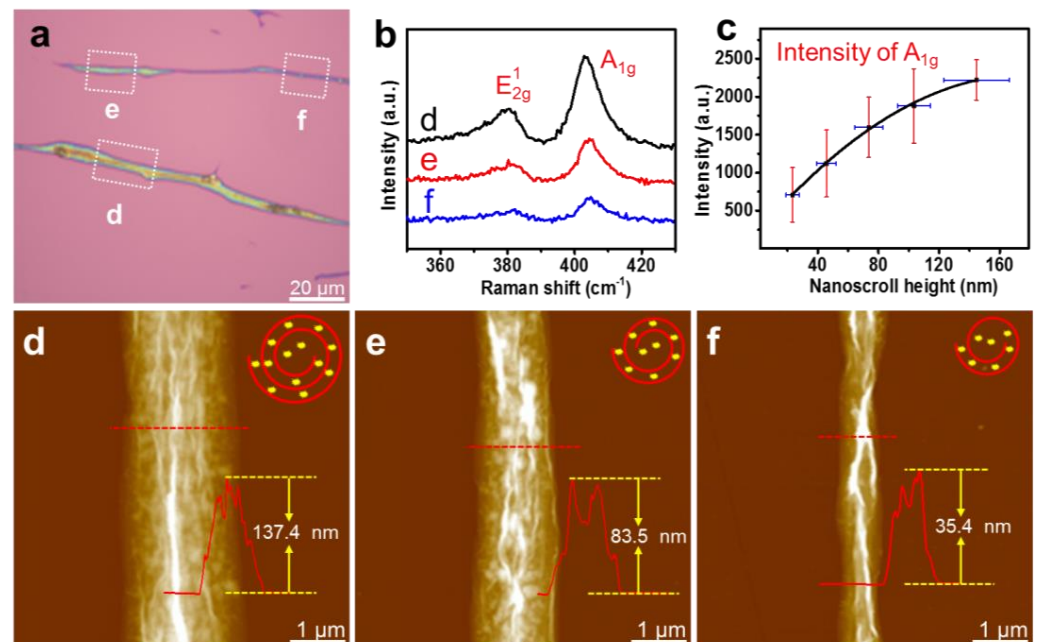 a
e
f
d
20 μm
b
E¹2g
A1g
d
e
f
Intensity (a.u.)
360 380 400 420
Raman shift (cm⁻¹)
c
Intensity of A1g
2500
2000
1500
1000
500
Intensity (a.u.)
40 80 120 160
Nanoscroll height (nm)
d
137.4 nm
1 μm
e
83.5 nm
1 μm
f
35.4 nm
1 μm